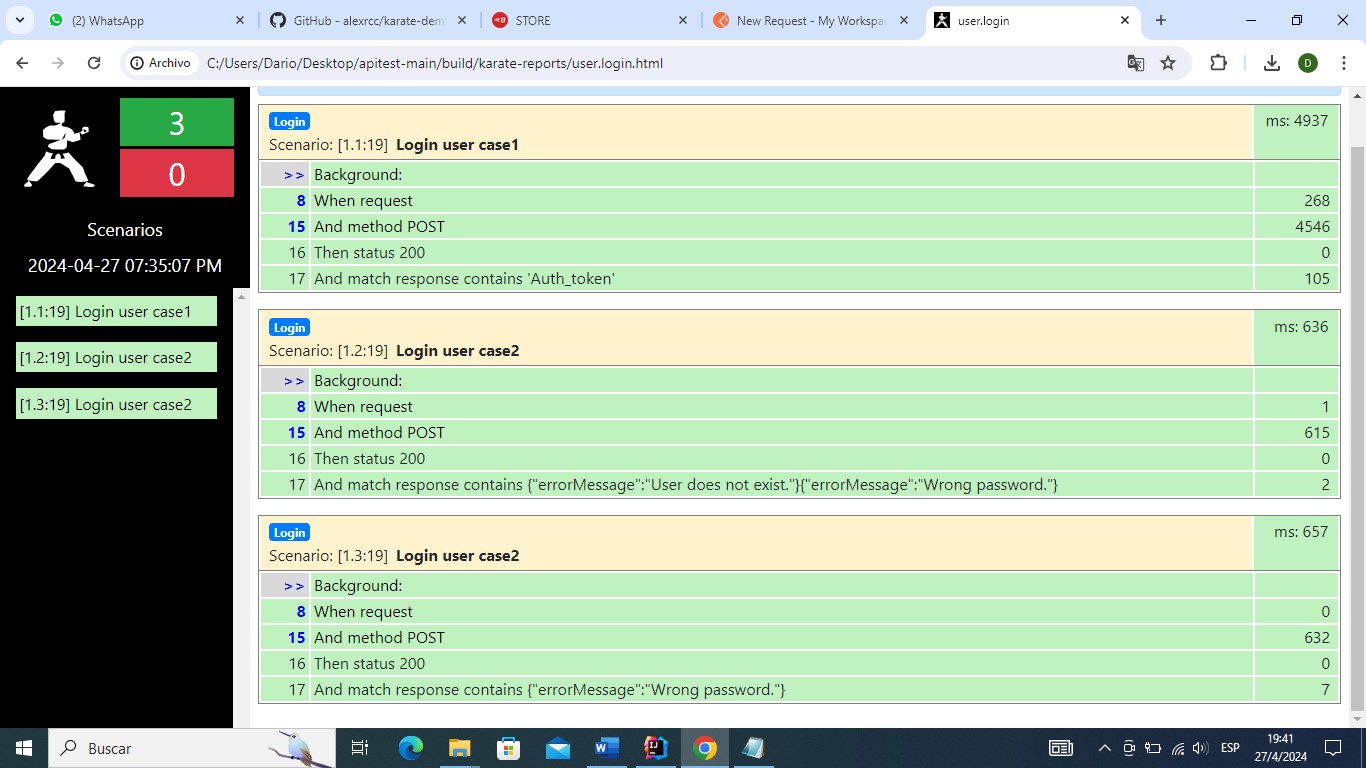 (2) WhatsApp
GitHub - alexrcc/karate-dem
STORE
New Request - My Workspa
user.login
Archivo
C:/Users/Dario/Desktop/apitest-main/build/karate-reports/user.login.html
D
3
0
Scenarios
2024-04-27 07:35:07 PM
[1.1:19] Login user case1
[1.2:19] Login user case2
[1.3:19] Login user case2
Login
ms: 4937
Scenario: [1.1:19] Login user case1
>> Background:
8 When request 268
15 And method POST 4546
16 Then status 200 0
17 And match response contains 'Auth_token' 105
Login
ms: 636
Scenario: [1.2:19] Login user case2
>> Background:
8 When request 1
15 And method POST 615
16 Then status 200 0
17 And match response contains {"errorMessage":"User does not exist."}{"errorMessage":"Wrong password."} 2
Login
ms: 657
Scenario: [1.3:19] Login user case2
>> Background:
8 When request 0
15 And method POST 632
16 Then status 200 0
17 And match response contains {"errorMessage":"Wrong password."} 7
Buscar
ESP
19:41
27/4/2024